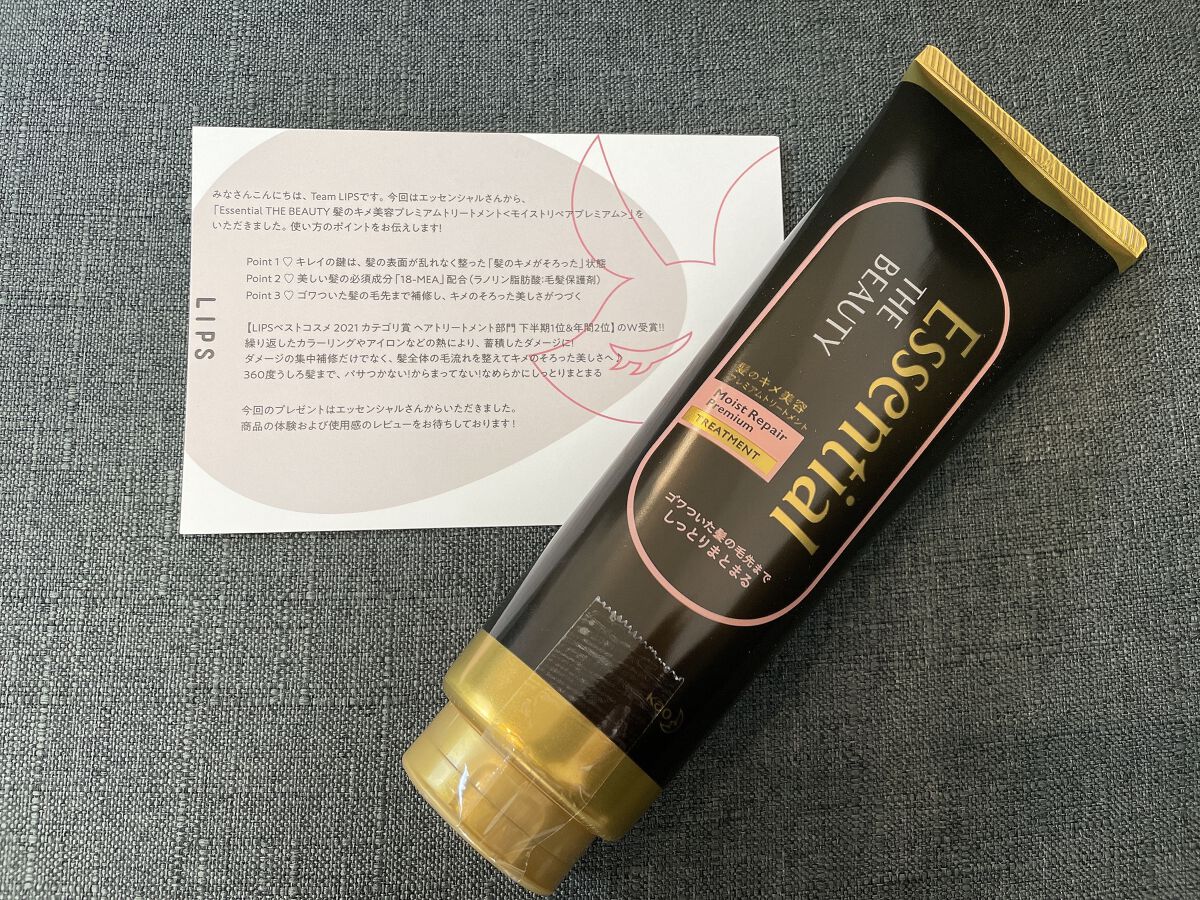 みなさんこんにちは、Team LIPSです。今回はエッセンシャルさんから、
「Essential THE BEAUTY 髪のキメ美容プレミアムトリートメント<モイストリペアプレミアム>」を
いただきました。使い方のポイントをお伝えします!
Point 1 ♡ キレイの鍵は、髪の表面が乱れなく整った「髪のキメがそろった」状態
Point 2 ♡ 美しい髪の必須成分「18-MEA」配合（ラノリン脂肪酸:毛髪保護剤）
Point 3 ♡ ゴワついた髪の毛先まで補修し、キメのそろった美しさがつづく
【LIPSベストコスメ 2021 カテゴリ賞 ヘアトリートメント部門 下半期1位&年間2位】のW受賞!!
繰り返したカラーリングやアイロンなどの熱により、蓄積したダメージに!
ダメージの集中補修だけでなく、髪全体の毛流れを整えてキメのそろった美しさへ♪
360度うしろ髪まで、パサつかない!からまってない!なめらかにしっとりまとまる
今回のプレゼントはエッセンシャルさんからいただきました。
商品の体験および使用感のレビューをお待ちしております!
LIPS
Essential
THE
BEAUTY
髪のキメ美容
プレミアムトリートメント
Moist Repair
Premium
TREATMENT
ゴワついた髪の毛先まで
しっとりまとまる
Kao